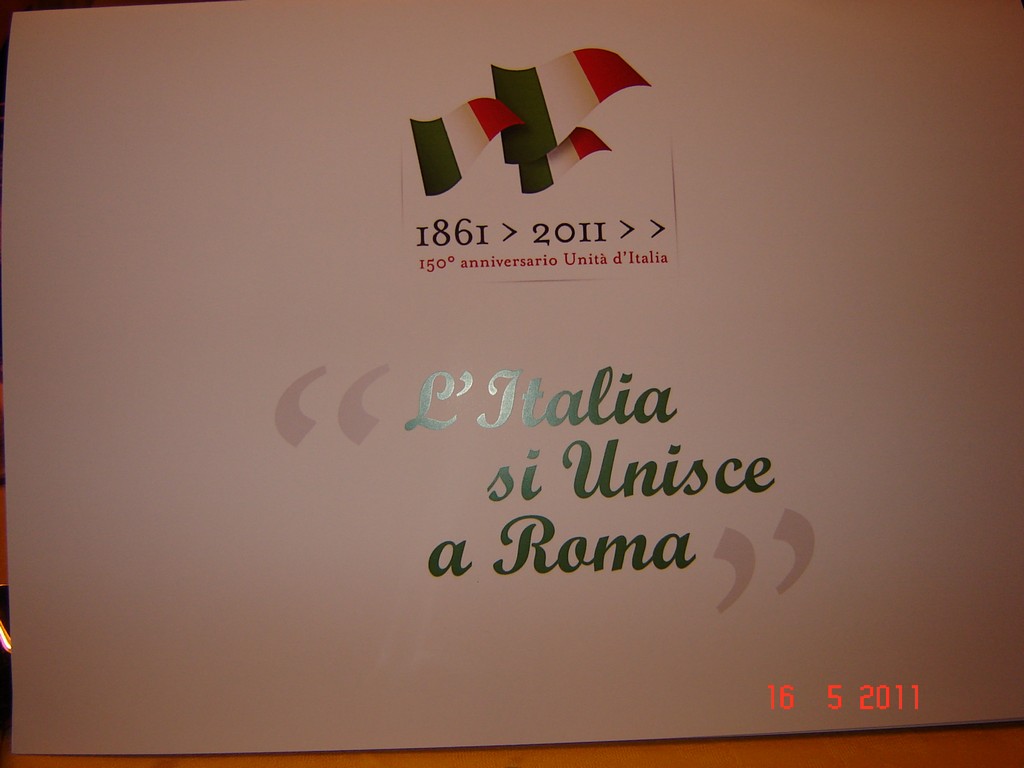 1861 > 2011 > >
150° anniversario Unità d'Italia
“L'Italia
si Unisce
a Roma”
16 5 2011